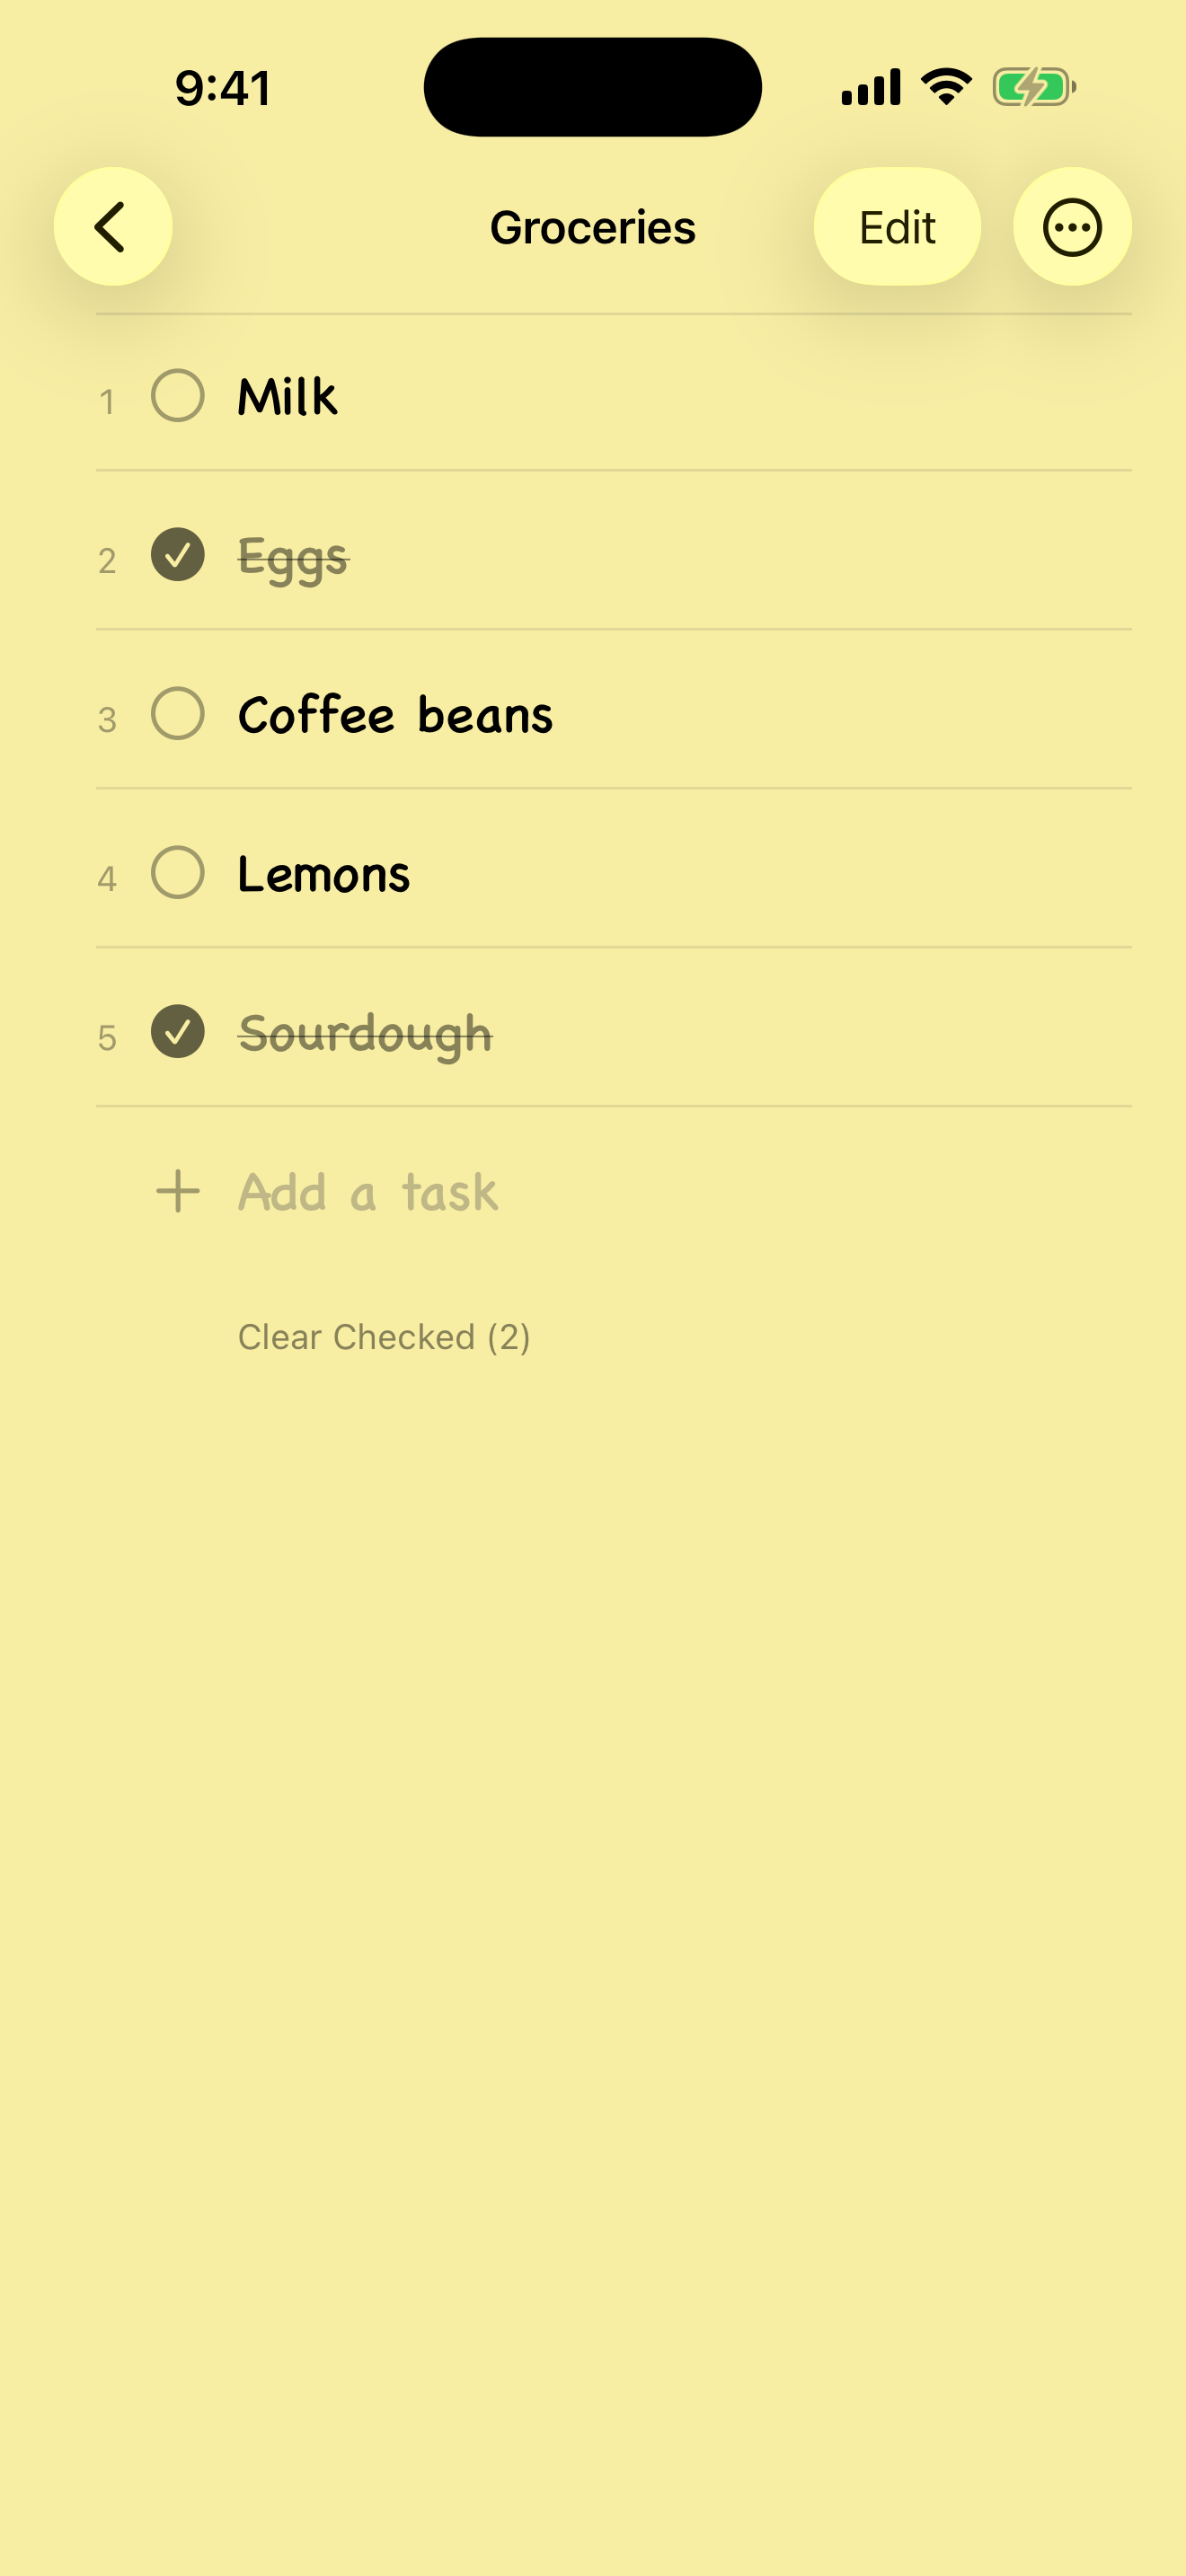 9:41
Groceries
Edit
1 Milk
2 Eggs
3 Coffee beans
4 Lemons
5 Sourdough
Add a task
Clear Checked (2)